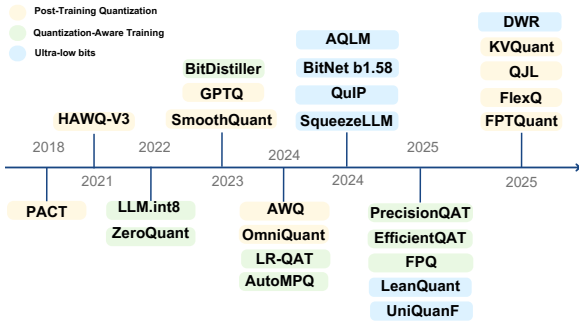 Post-Training Quantization
Quantization-Aware Training
Ultra-low bits
BitDistiller
GPTQ
SmoothQuant
HAWQ-V3
AQLM
BitNet b1.58
QuIP
SqueezeLLM
DWR
KVQuant
QJL
FlexQ
FPTQuant
2018
2022
2024
2025
2021
2023
2024
2025
PACT
LLM.int8
ZeroQuant
AWQ
OmniQuant
LR-QAT
AutoMPQ
PrecisionQAT
EfficientQAT
FPQ
LeanQuant
UniQuanF